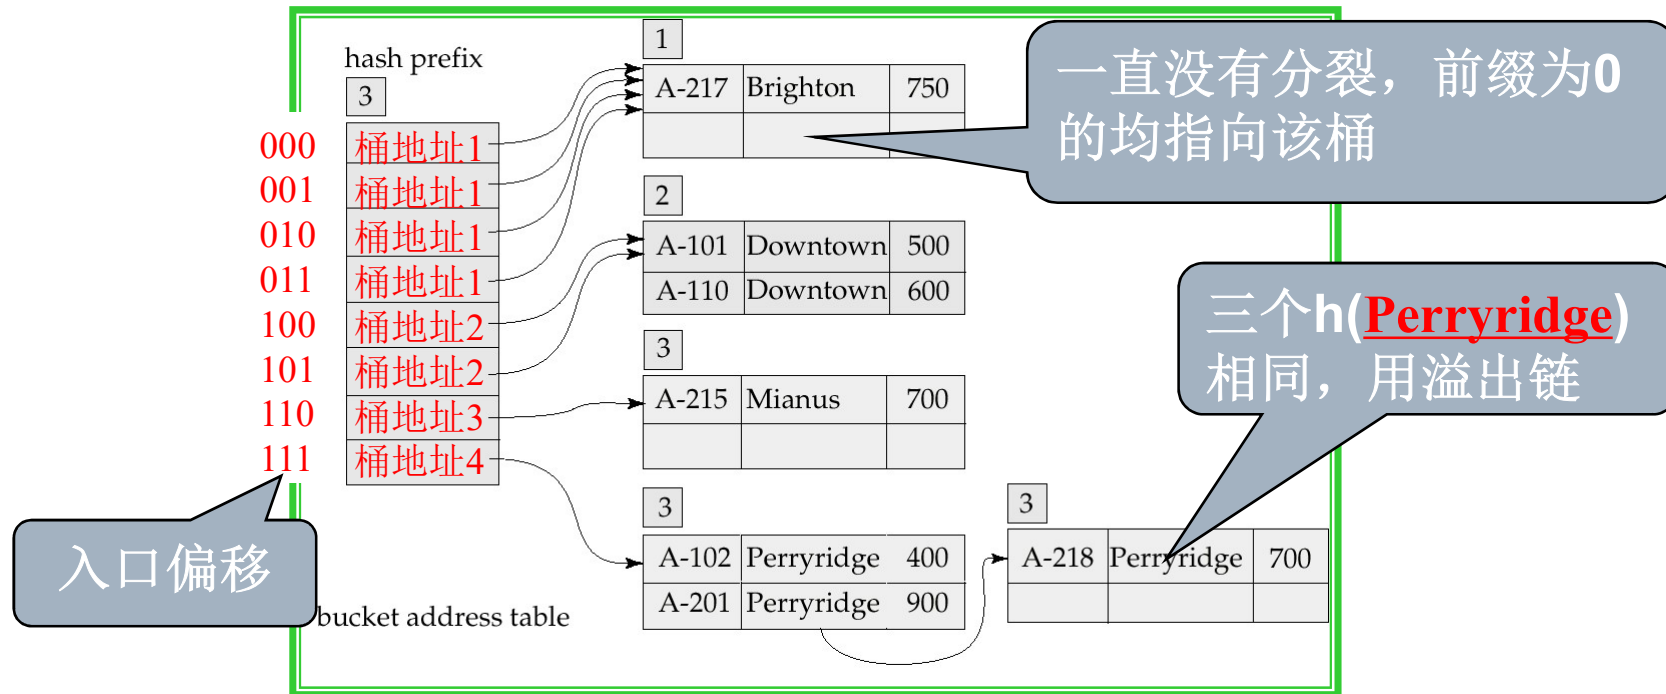 hash prefix
3
000 桶地址1
001 桶地址1
010 桶地址1
011 桶地址1
100 桶地址2
101 桶地址2
110 桶地址3
111 桶地址4
入口偏移
bucket address table
1
A-217 Brighton 750
一直没有分裂，前缀为0
的均指向该桶
2
A-101 Downtown 500
A-110 Downtown 600
3
A-215 Mianus 700
三个h(Perryridge)
相同，用溢出链
3
A-102 Perryridge 400
A-201 Perryridge 900
3
A-218 Perryridge 700